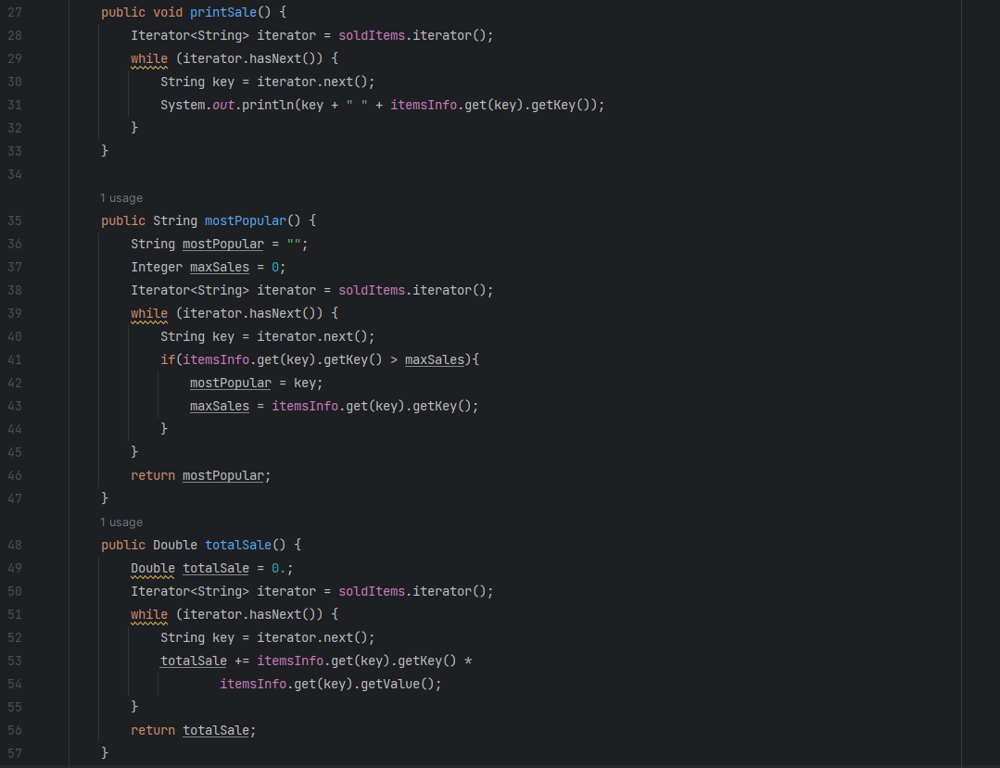 27 public void printSale() {
28 Iterator<String> iterator = soldItems.iterator();
29 while (iterator.hasNext()) {
30 String key = iterator.next();
31 System.out.println(key + " " + itemsInfo.get(key).getKey());
32 }
33 }
34
1 usage
35 public String mostPopular() {
36 String mostPopular = "";
37 Integer maxSales = 0;
38 Iterator<String> iterator = soldItems.iterator();
39 while (iterator.hasNext()) {
40 String key = iterator.next();
41 if(itemsInfo.get(key).getKey() > maxSales){
42 mostPopular = key;
43 maxSales = itemsInfo.get(key).getKey();
44 }
45 }
46 return mostPopular;
47 }
1 usage
48 public Double totalSale() {
49 Double totalSale = 0.;
50 Iterator<String> iterator = soldItems.iterator();
51 while (iterator.hasNext()) {
52 String key = iterator.next();
53 totalSale += itemsInfo.get(key).getKey() *
54 itemsInfo.get(key).getValue();
55 }
56 return totalSale;
57 }